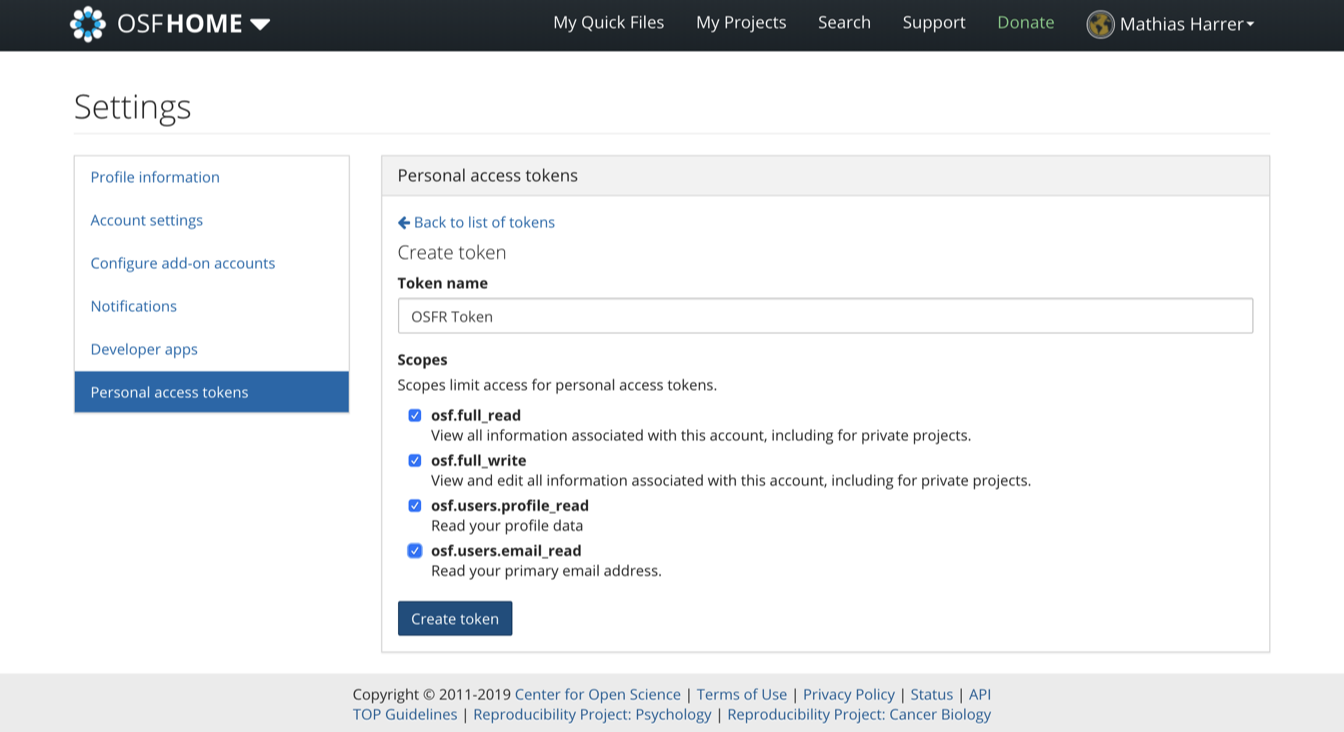 OSFHOME
My Quick Files My Projects Search Support Donate Mathias Harrer
Settings
Profile information
Account settings
Configure add-on accounts
Notifications
Developer apps
Personal access tokens
Personal access tokens
Back to list of tokens
Create token
Token name
OSFR Token
Scopes
Scopes limit access for personal access tokens.
osf.full_read
View all information associated with this account, including for private projects.
osf.full_write
View and edit all information associated with this account, including for private projects.
osf.users.profile_read
Read your profile data
osf.users.email_read
Read your primary email address.
Create token
Copyright © 2011-2019 Center for Open Science | Terms of Use | Privacy Policy | Status | API
TOP Guidelines | Reproducibility Project: Psychology | Reproducibility Project: Cancer Biology